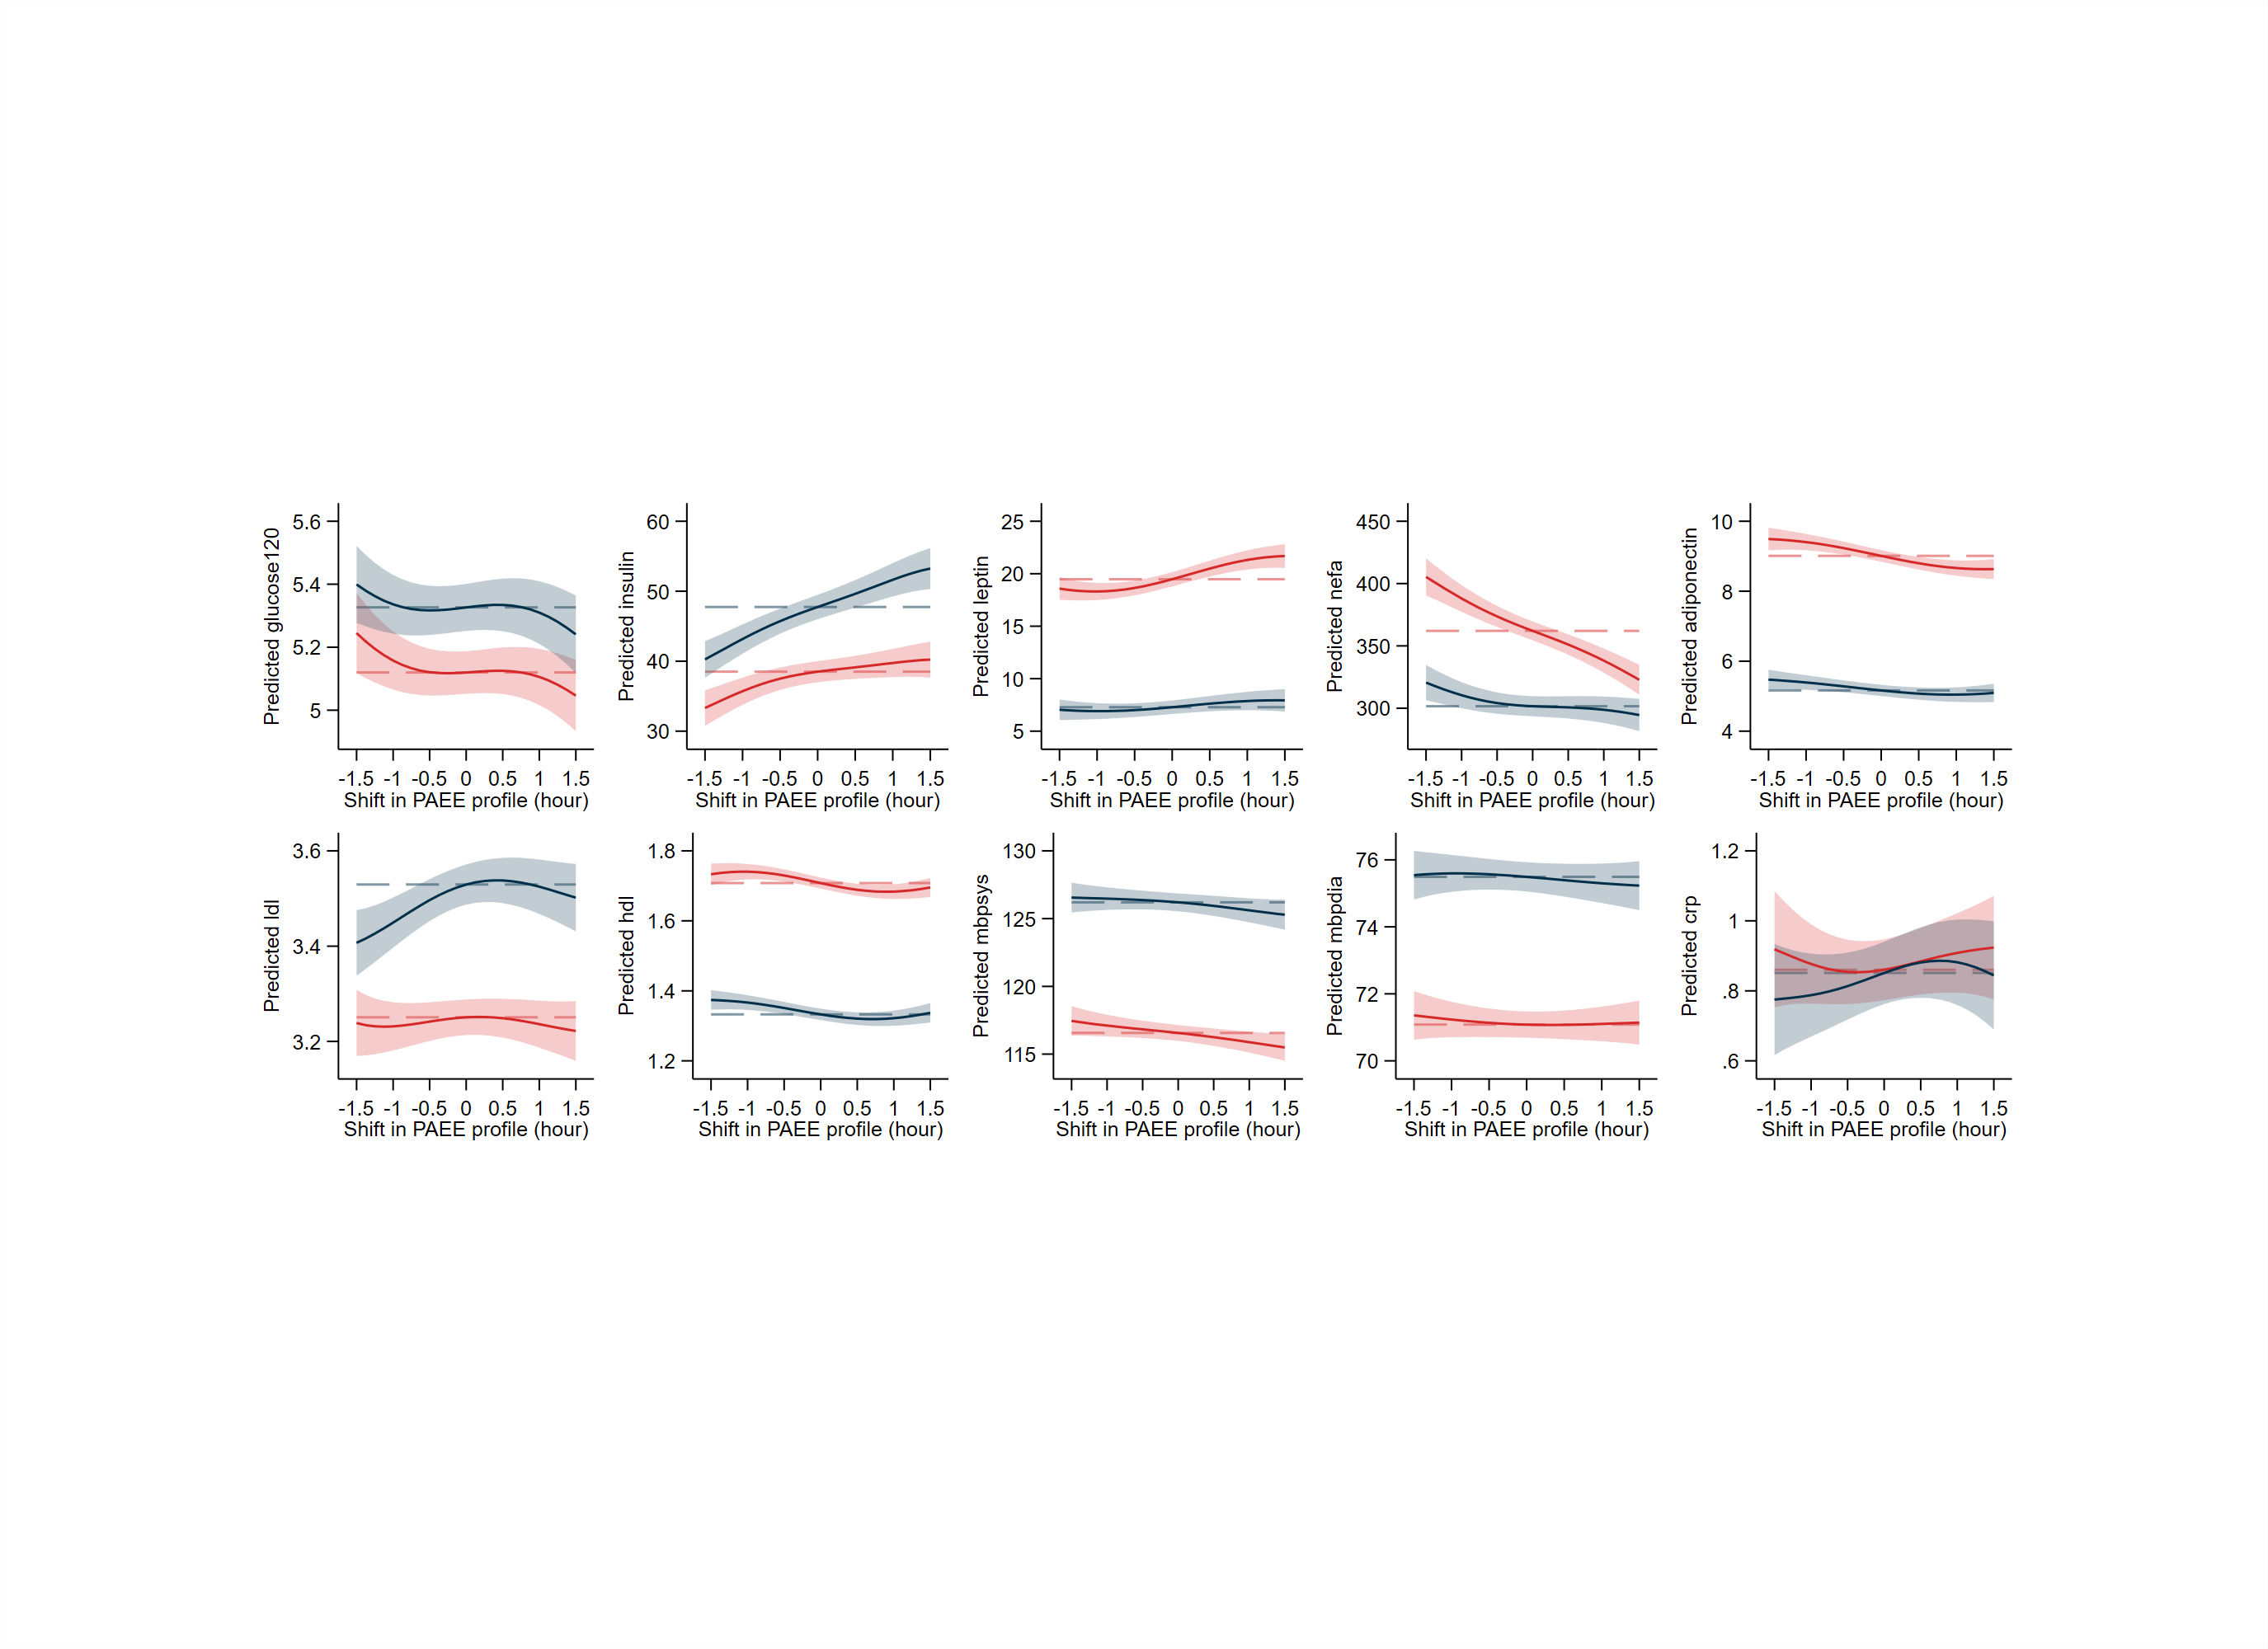 Predicted glucose120
5.6
5.4
5.2
5
-1.5 -1 -0.5 0 0.5 1 1.5
Shift in PAEE profile (hour)
Predicted insulin
60
50
40
30
-1.5 -1 -0.5 0 0.5 1 1.5
Shift in PAEE profile (hour)
Predicted leptin
25
20
15
10
5
-1.5 -1 -0.5 0 0.5 1 1.5
Shift in PAEE profile (hour)
Predicted nefa
450
400
350
300
-1.5 -1 -0.5 0 0.5 1 1.5
Shift in PAEE profile (hour)
Predicted adiponectin
10
8
6
4
-1.5 -1 -0.5 0 0.5 1 1.5
Shift in PAEE profile (hour)
Predicted ldl
3.6
3.4
3.2
-1.5 -1 -0.5 0 0.5 1 1.5
Shift in PAEE profile (hour)
Predicted hdl
1.8
1.6
1.4
1.2
-1.5 -1 -0.5 0 0.5 1 1.5
Shift in PAEE profile (hour)
Predicted mbpsys
130
125
120
115
-1.5 -1 -0.5 0 0.5 1 1.5
Shift in PAEE profile (hour)
Predicted mbpdia
76
74
72
70
-1.5 -1 -0.5 0 0.5 1 1.5
Shift in PAEE profile (hour)
Predicted crp
1.2
1
.8
.6
-1.5 -1 -0.5 0 0.5 1 1.5
Shift in PAEE profile (hour)